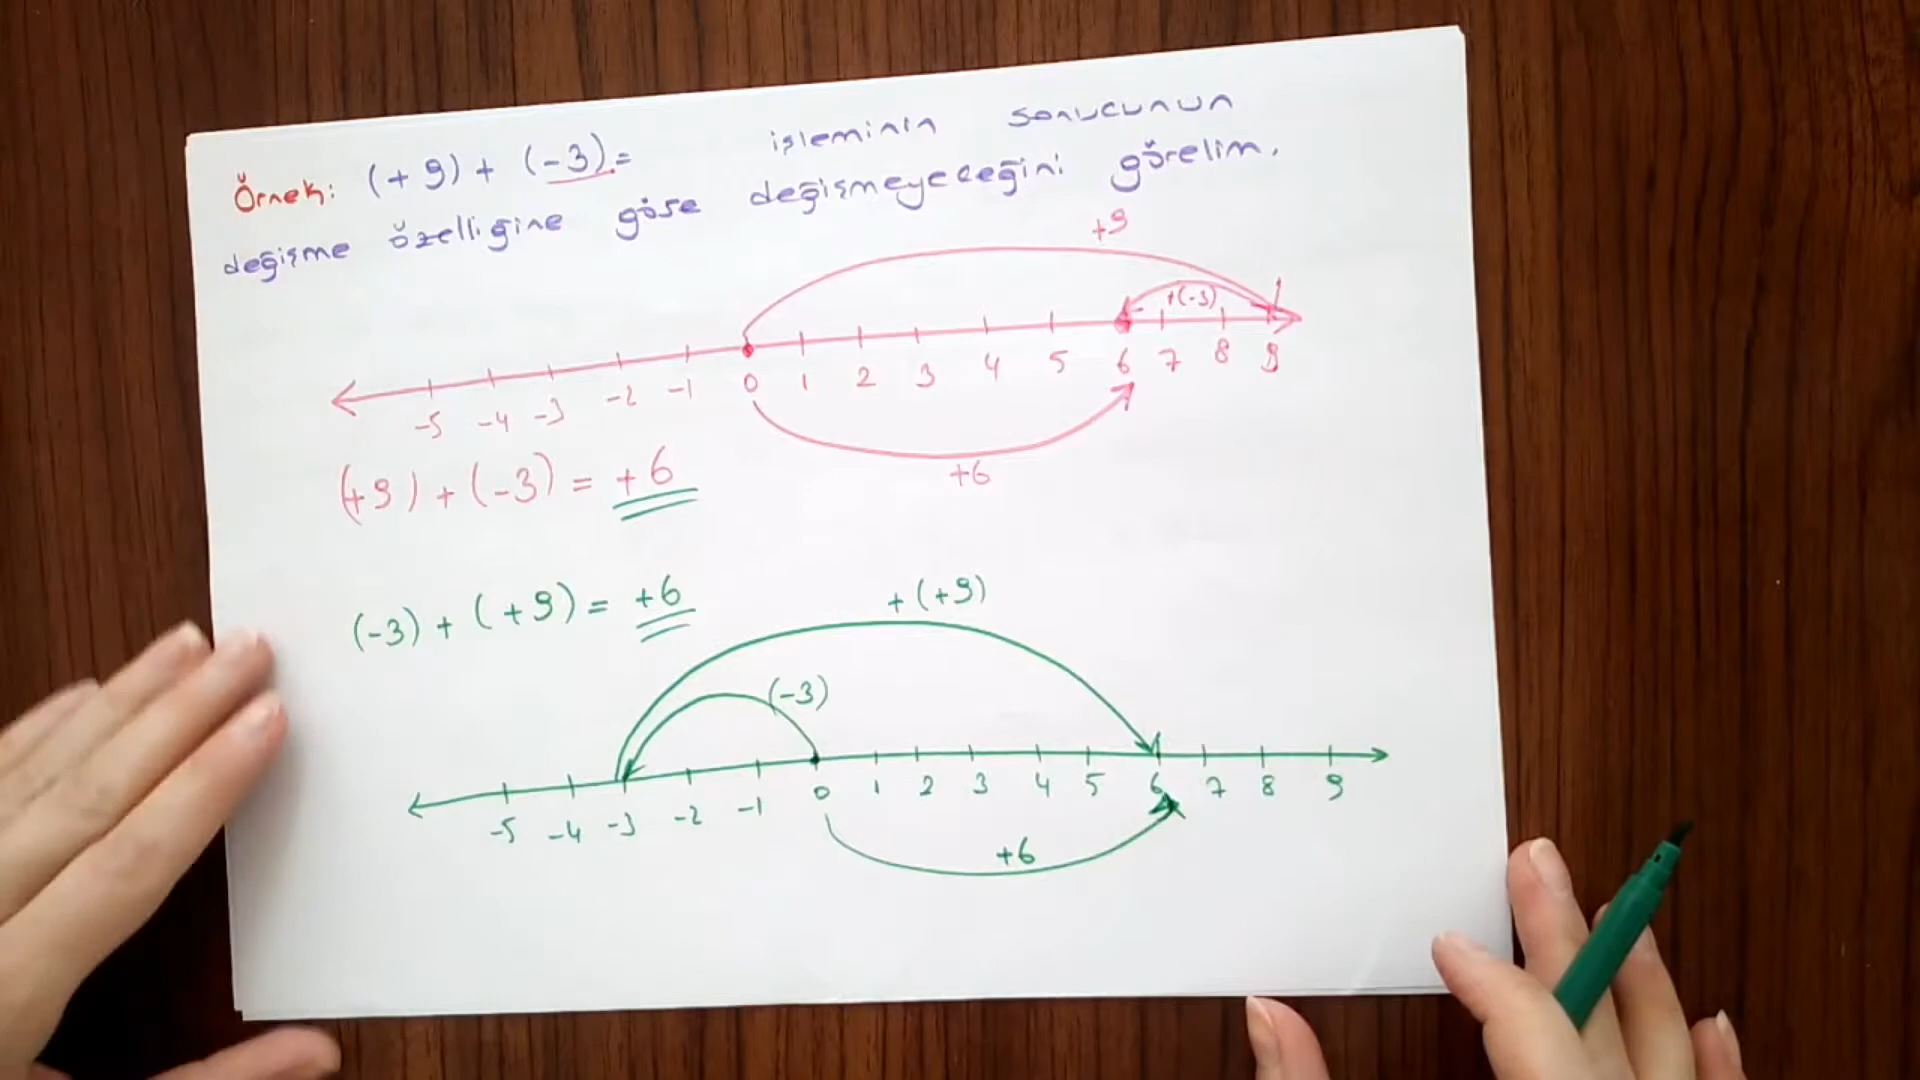 Örnek: (+9) + (-3) = işleminin sonucunun
değişme özelliğine göre değişmeyeceğini görelim.
+9
+(-3)
-5 -4 -3 -2 -1 0 1 2 3 4 5 6 7 8 9
+6
(+9) + (-3) = +6
(-3) + (+9) = +6
+(+9)
(-3)
-5 -4 -3 -2 -1 0 1 2 3 4 5 6 7 8 9
+6